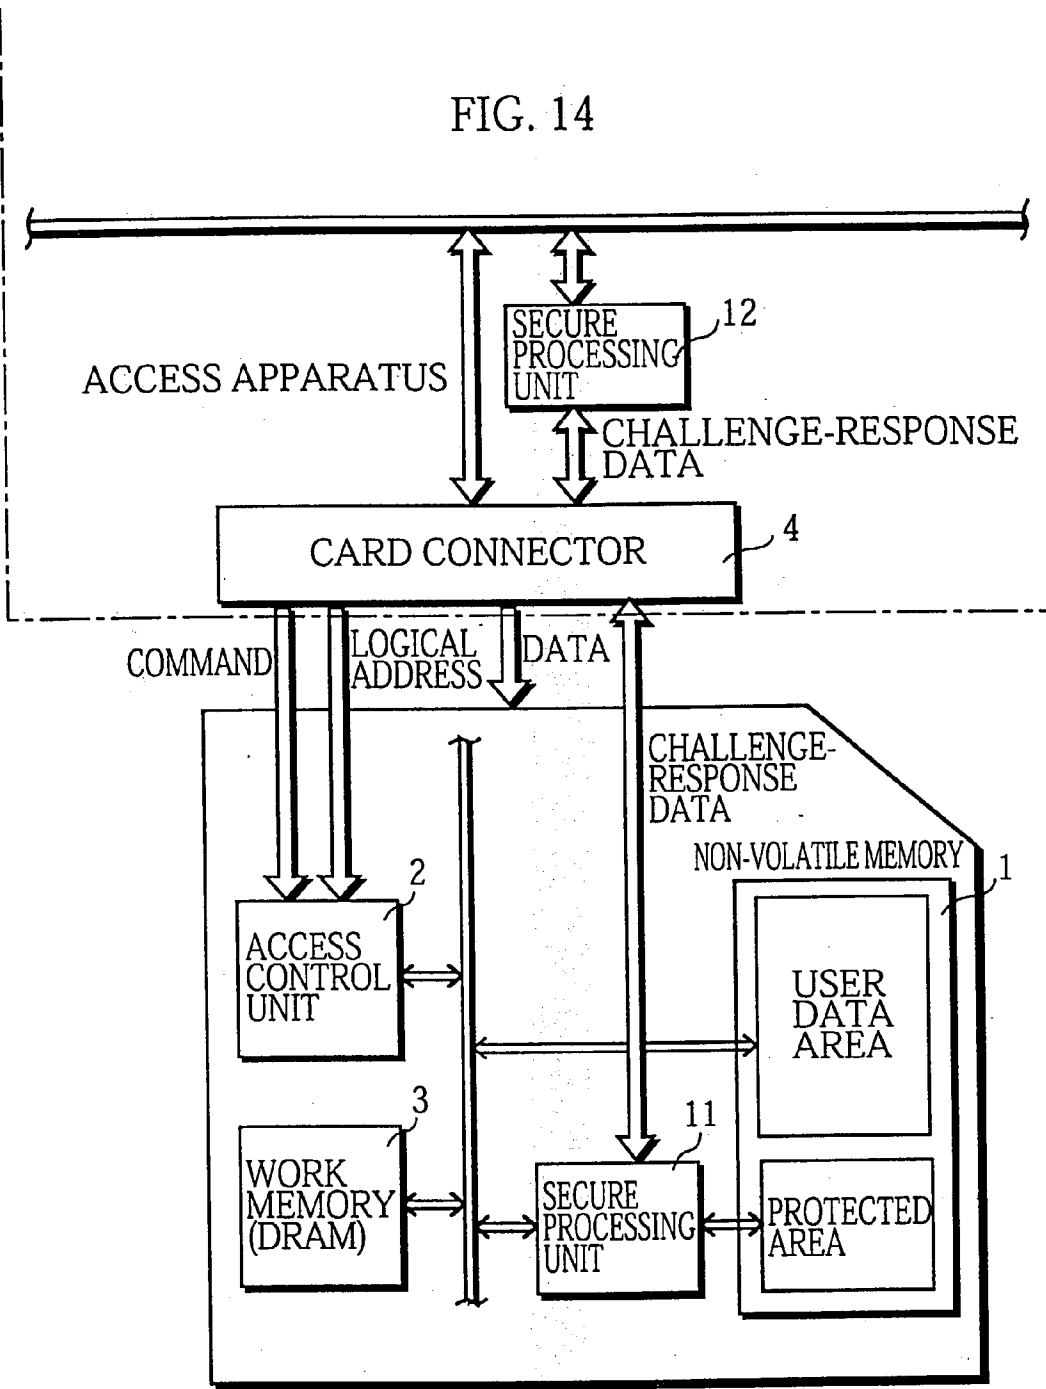 FIG. 14
SECURE
PROCESSING
UNIT
12
ACCESS APPARATUS
CHALLENGE-RESPONSE
DATA
CARD CONNECTOR
4
COMMAND
LOGICAL
ADDRESS
DATA
CHALLENGE-
RESPONSE
DATA
NON-VOLATILE MEMORY
1
2
ACCESS
CONTROL
UNIT
USER
DATA
AREA
3
WORK
MEMORY
(DRAM)
11
SECURE
PROCESSING
UNIT
PROTECTED
AREA